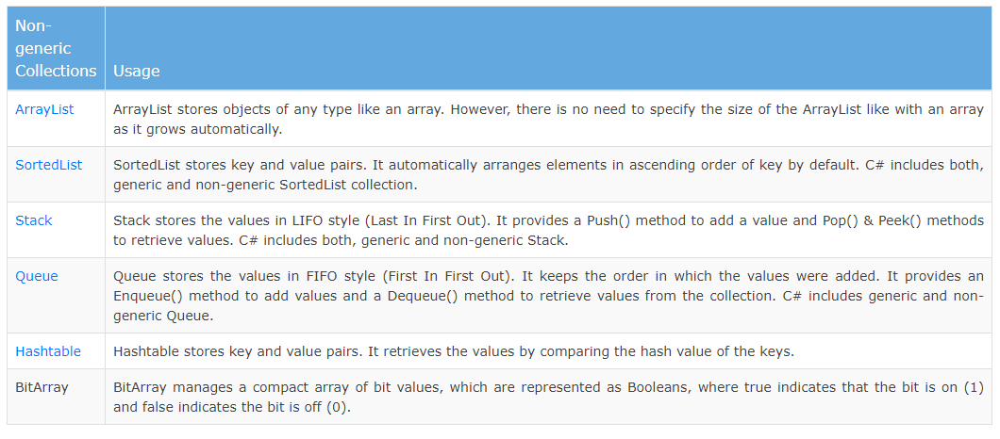 Non-
generic
Collections Usage
ArrayList ArrayList stores objects of any type like an array. However, there is no need to specify the size of the ArrayList like with an array
as it grows automatically.
SortedList SortedList stores key and value pairs. It automatically arranges elements in ascending order of key by default. C# includes both,
generic and non-generic SortedList collection.
Stack Stack stores the values in LIFO style (Last In First Out). It provides a Push() method to add a value and Pop() & Peek() methods
to retrieve values. C# includes both, generic and non-generic Stack.
Queue Queue stores the values in FIFO style (First In First Out). It keeps the order in which the values were added. It provides an
Enqueue() method to add values and a Dequeue() method to retrieve values from the collection. C# includes generic and non-
generic Queue.
Hashtable Hashtable stores key and value pairs. It retrieves the values by comparing the hash value of the keys.
BitArray BitArray manages a compact array of bit values, which are represented as Booleans, where true indicates that the bit is on (1)
and false indicates the bit is off (0).